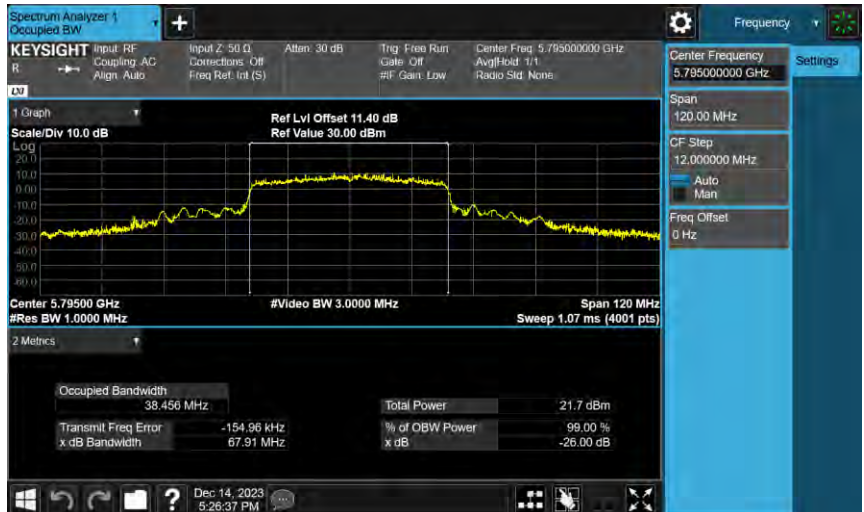 Spectrum Analyzer 1
Occupied BW
+
Frequency
KEYSIGHT
R
LXI
Input: RF
Coupling: AC
Align: Auto
Input Z: 50 Ω
Corrections: Off
Freq Ref: Int (S)
Atten: 30 dB
Trig: Free Run
Gate: Off
#IF Gain: Low
Center Freq: 5.795000000 GHz
Avg|Hold: 1/1
Radio Std: None
Center Frequency
5.795000000 GHz
Settings
Span
120.00 MHz
CF Step
12.000000 MHz
Auto
Man
Freq Offset
0 Hz
1 Graph
Scale/Div 10.0 dB
Ref Lvl Offset 11.40 dB
Ref Value 30.00 dBm
Log
20.0
10.0
0.00
-10.0
-20.0
-30.0
-40.0
-50.0
-60.0
Center 5.79500 GHz
#Video BW 3.0000 MHz
Span 120 MHz
#Res BW 1.0000 MHz
Sweep 1.07 ms (4001 pts)
2 Metrics
Occupied Bandwidth
38.456 MHz
Total Power 21.7 dBm
Transmit Freq Error -154.96 kHz
% of OBW Power 99.00 %
x dB Bandwidth 67.91 MHz
x dB -26.00 dB
?
Dec 14, 2023
5:26:37 PM